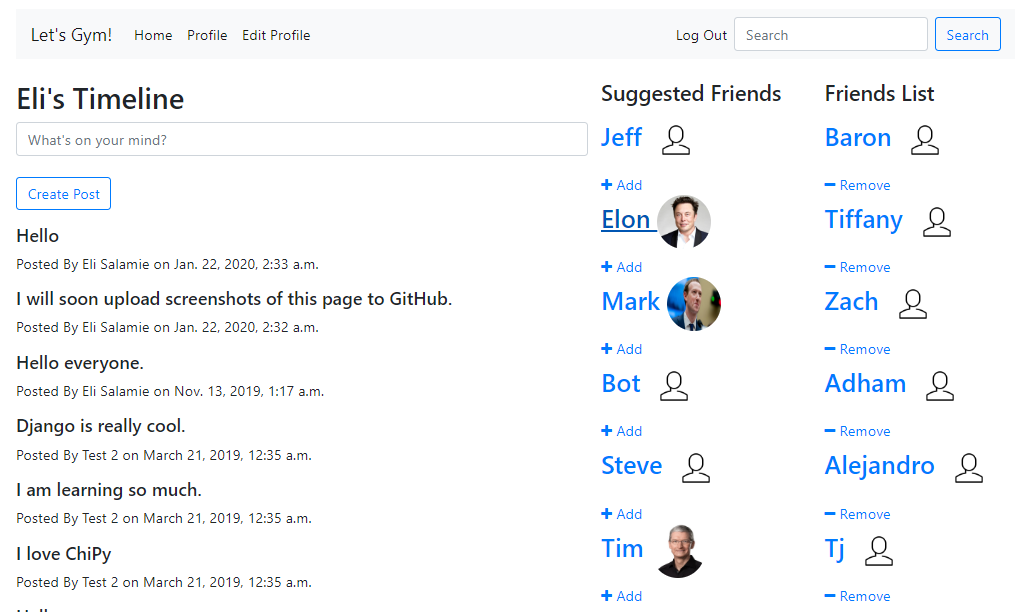 Let's Gym! Home Profile Edit Profile Log Out Search Search
Eli's Timeline
What's on your mind?
Create Post
Hello
Posted By Eli Salamie on Jan. 22, 2020, 2:33 a.m.
I will soon upload screenshots of this page to GitHub.
Posted By Eli Salamie on Jan. 22, 2020, 2:32 a.m.
Hello everyone.
Posted By Eli Salamie on Nov. 13, 2019, 1:17 a.m.
Django is really cool.
Posted By Test 2 on March 21, 2019, 12:35 a.m.
I am learning so much.
Posted By Test 2 on March 21, 2019, 12:35 a.m.
I love ChiPy
Posted By Test 2 on March 21, 2019, 12:35 a.m.
Suggested Friends
Jeff
+ Add
Elon
+ Add
Mark
+ Add
Bot
+ Add
Steve
+ Add
Tim
+ Add
Friends List
Baron
− Remove
Tiffany
− Remove
Zach
− Remove
Adham
− Remove
Alejandro
− Remove
Tj
− Remove